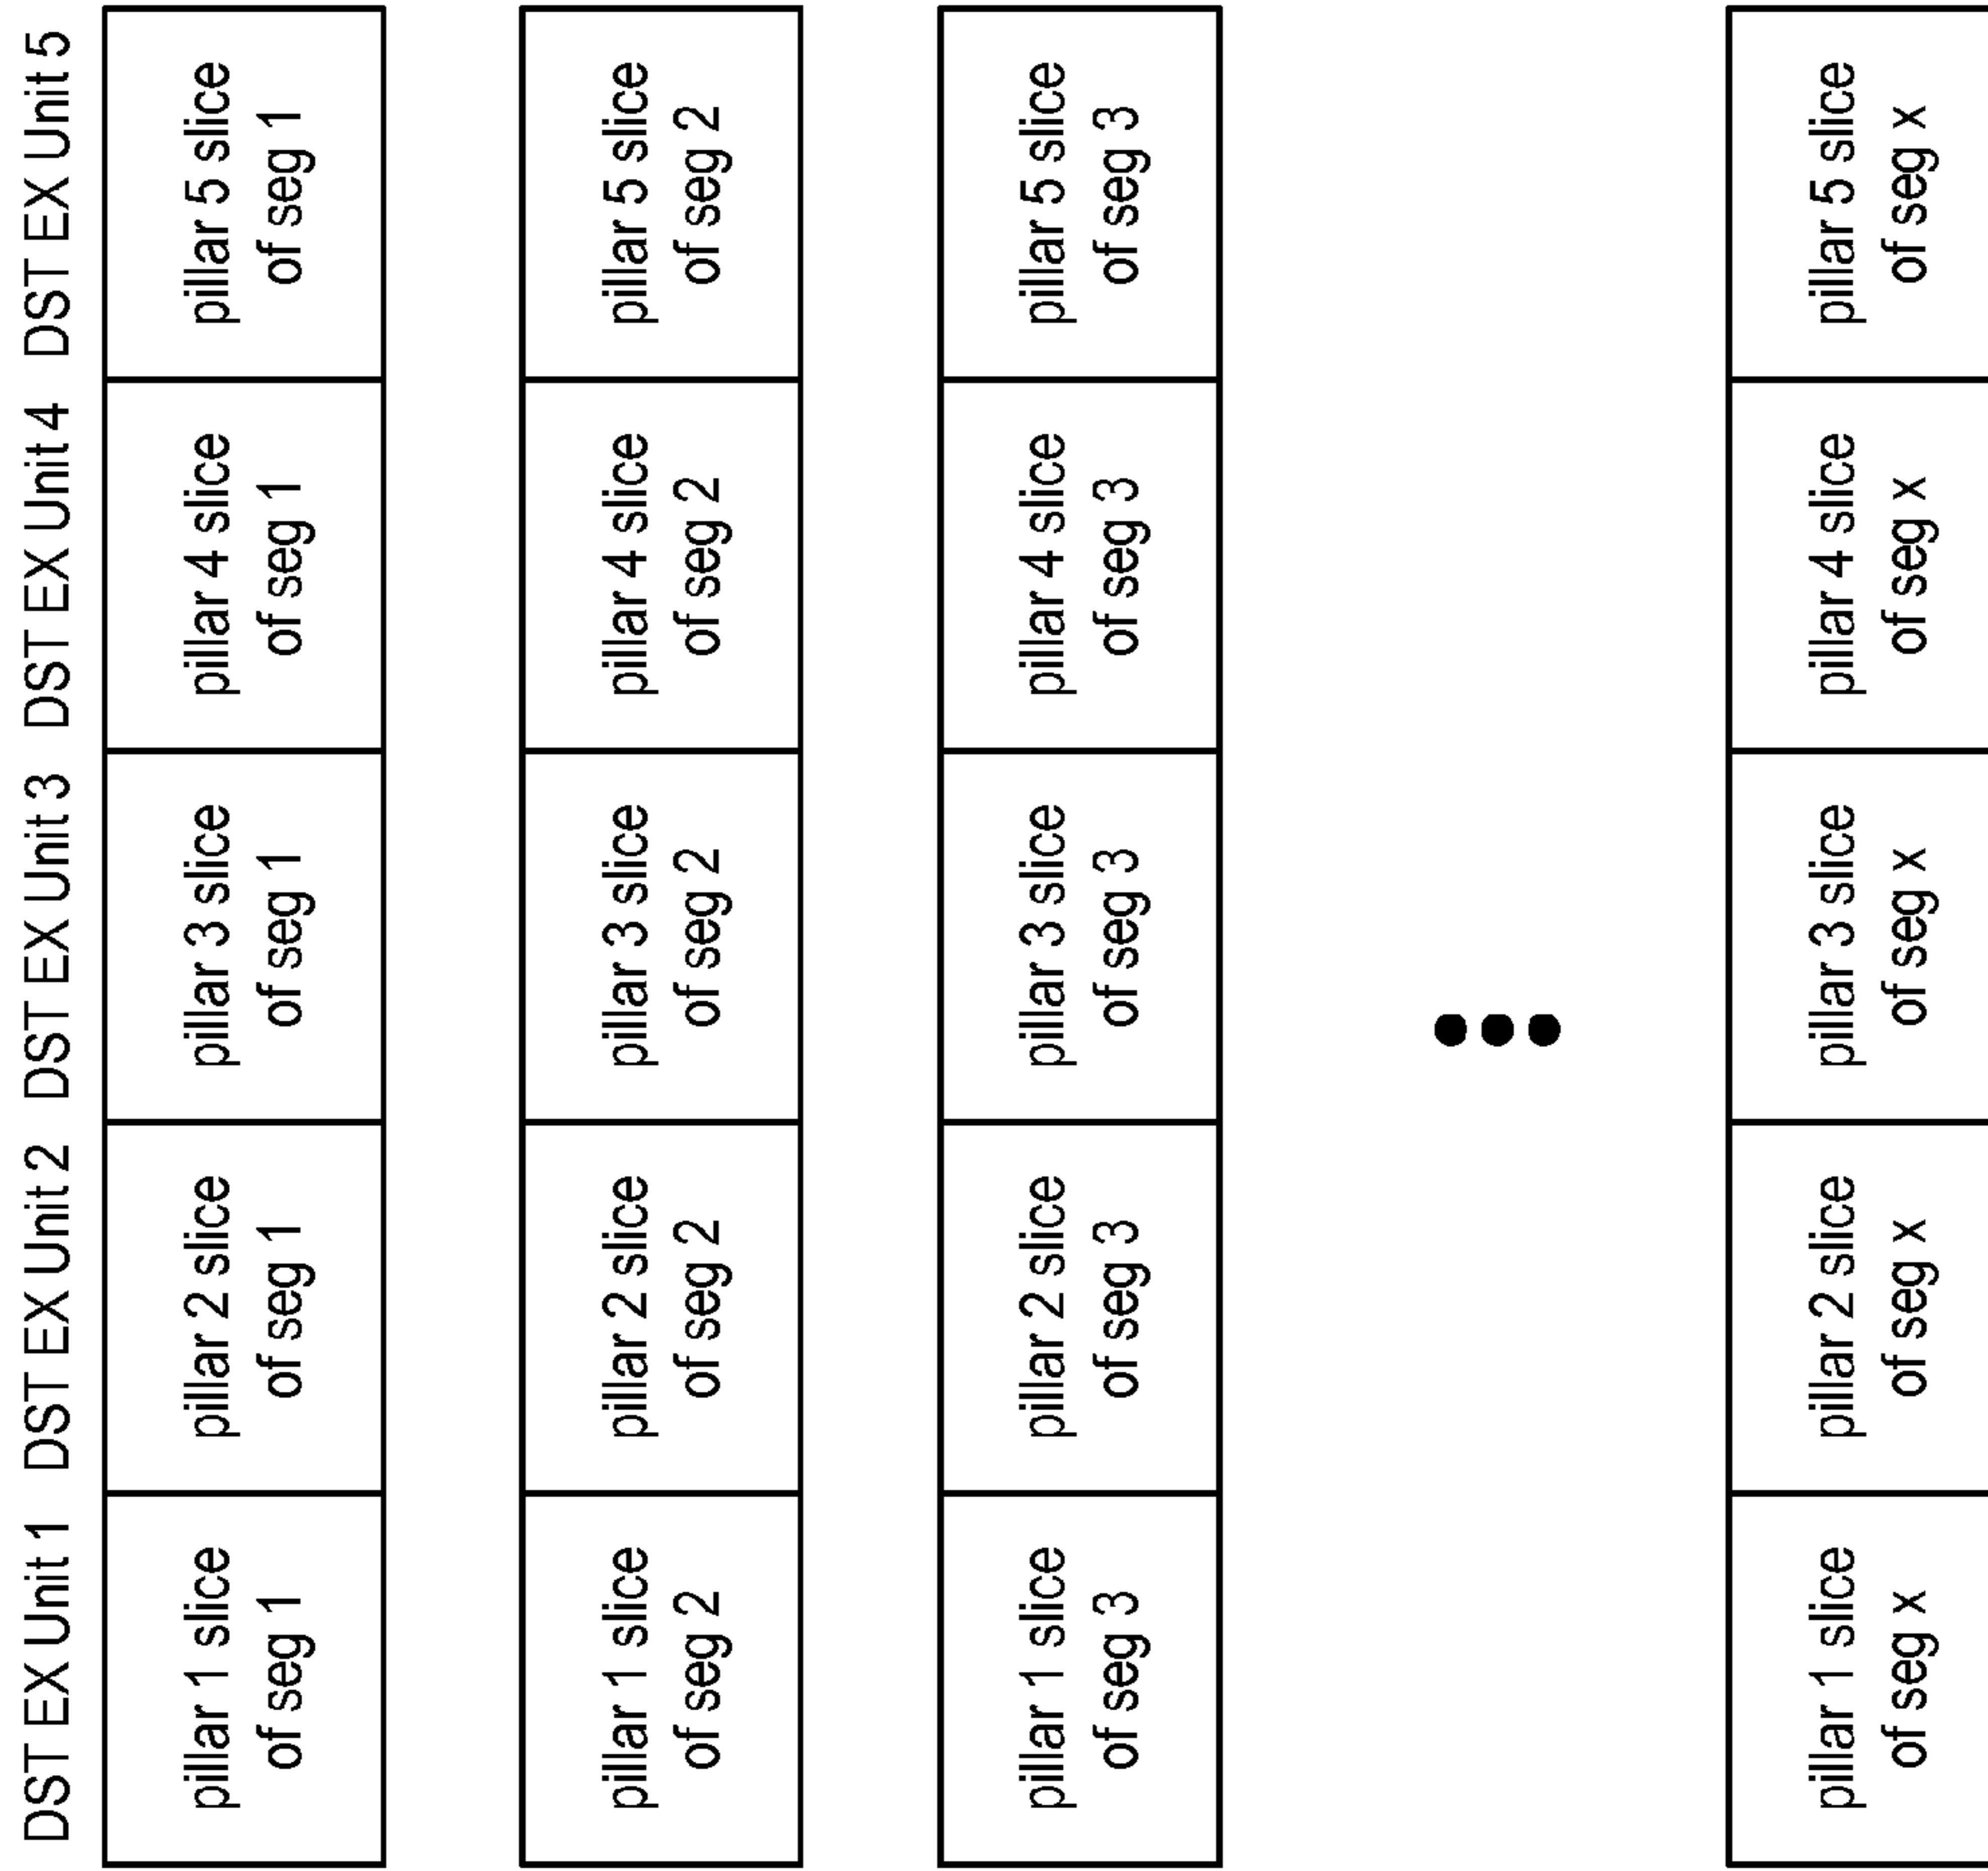 DST EX Unit 1 DST EX Unit 2 DST EX Unit 3 DST EX Unit 4 DST EX Unit 5
pillar 1 slice
of seg 1
pillar 2 slice
of seg 1
pillar 3 slice
of seg 1
pillar 4 slice
of seg 1
pillar 5 slice
of seg 1
pillar 1 slice
of seg 2
pillar 2 slice
of seg 2
pillar 3 slice
of seg 2
pillar 4 slice
of seg 2
pillar 5 slice
of seg 2
pillar 1 slice
of seg 3
pillar 2 slice
of seg 3
pillar 3 slice
of seg 3
pillar 4 slice
of seg 3
pillar 5 slice
of seg 3
pillar 1 slice
of seg x
pillar 2 slice
of seg x
pillar 3 slice
of seg x
pillar 4 slice
of seg x
pillar 5 slice
of seg x